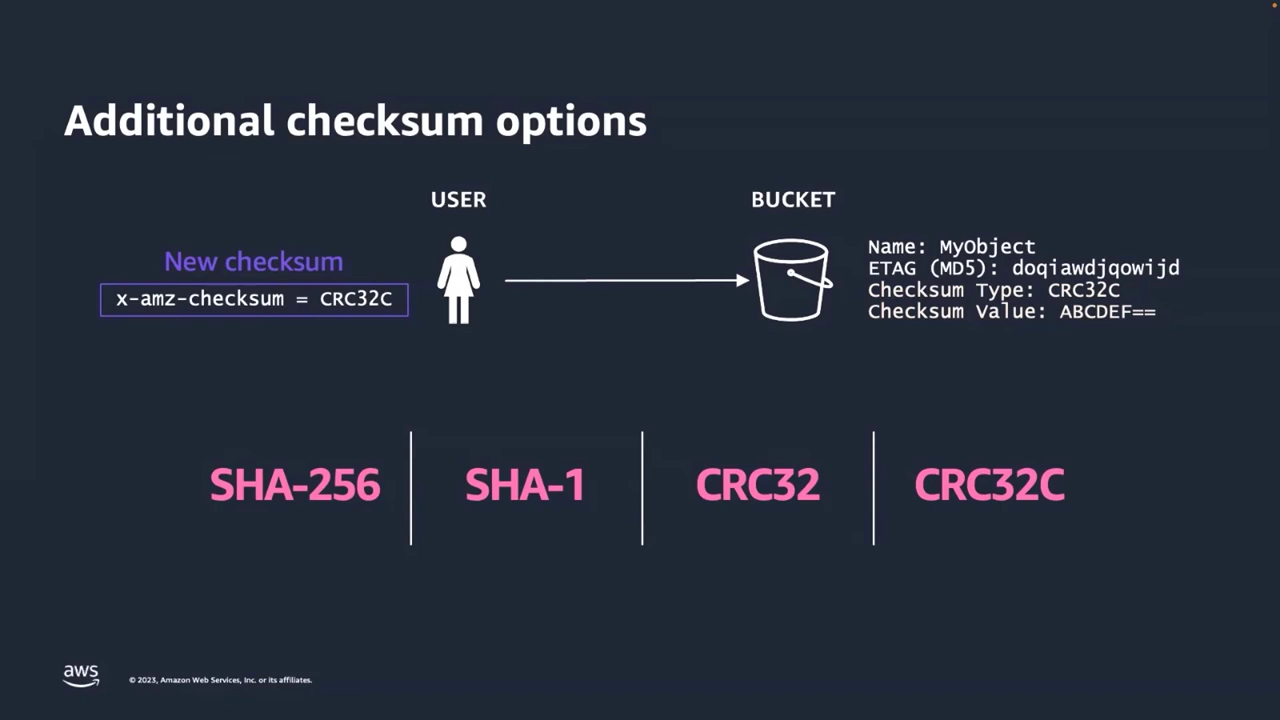 Additional checksum options
USER
BUCKET
New checksum
x-amz-checksum = CRC32C
Name: MyObject
ETAG (MD5): doqiawdjqowijd
Checksum Type: CRC32C
Checksum Value: ABCDEF==
SHA-256
SHA-1
CRC32
CRC32C
aws
© 2023, Amazon Web Services, Inc. or its affiliates.